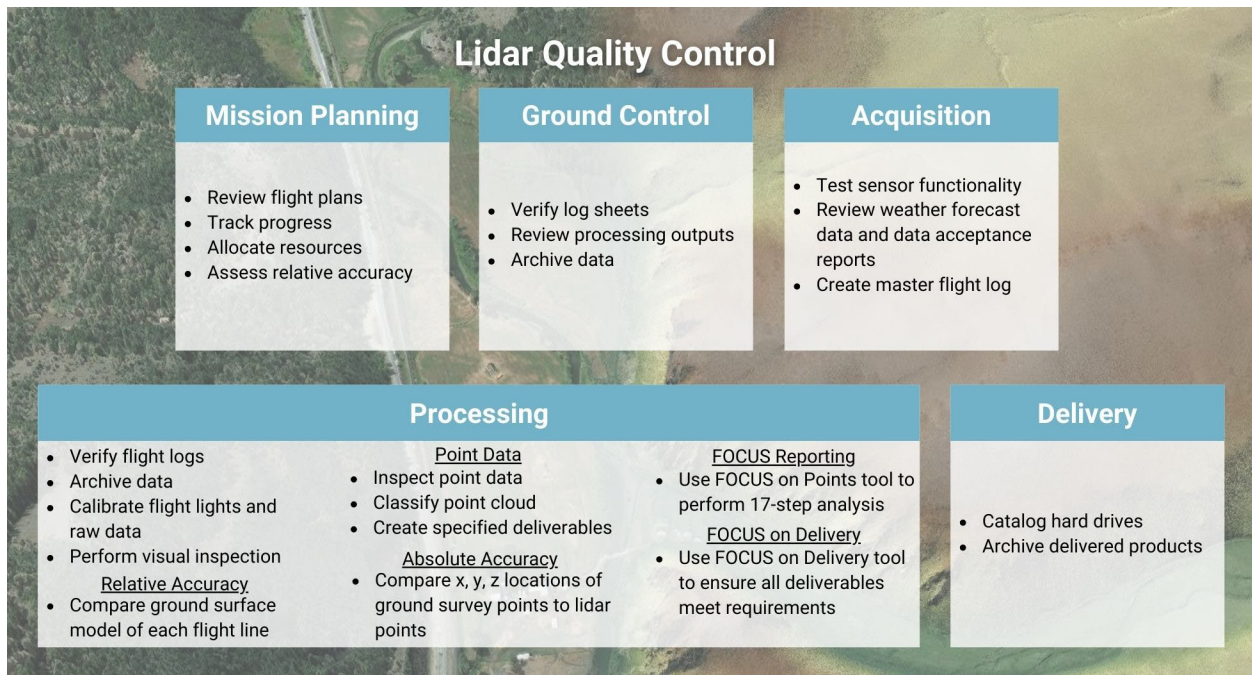 Lidar Quality Control
Mission Planning
Review flight plans
Track progress
Allocate resources
Assess relative accuracy
Ground Control
Verify log sheets
Review processing outputs
Archive data
Acquisition
Test sensor functionality
Review weather forecast
data and data acceptance
reports
Create master flight log
Processing
Verify flight logs
Archive data
Calibrate flight lights and
raw data
Perform visual inspection
Relative Accuracy
Compare ground surface
model of each flight line
Point Data
Inspect point data
Classify point cloud
Create specified deliverables
Absolute Accuracy
Compare x, y, z locations of
ground survey points to lidar
points
FOCUS Reporting
Use FOCUS on Points tool to
perform 17-step analysis
FOCUS on Delivery
Use FOCUS on Delivery tool
to ensure all deliverables
meet requirements
Delivery
Catalog hard drives
Archive delivered products